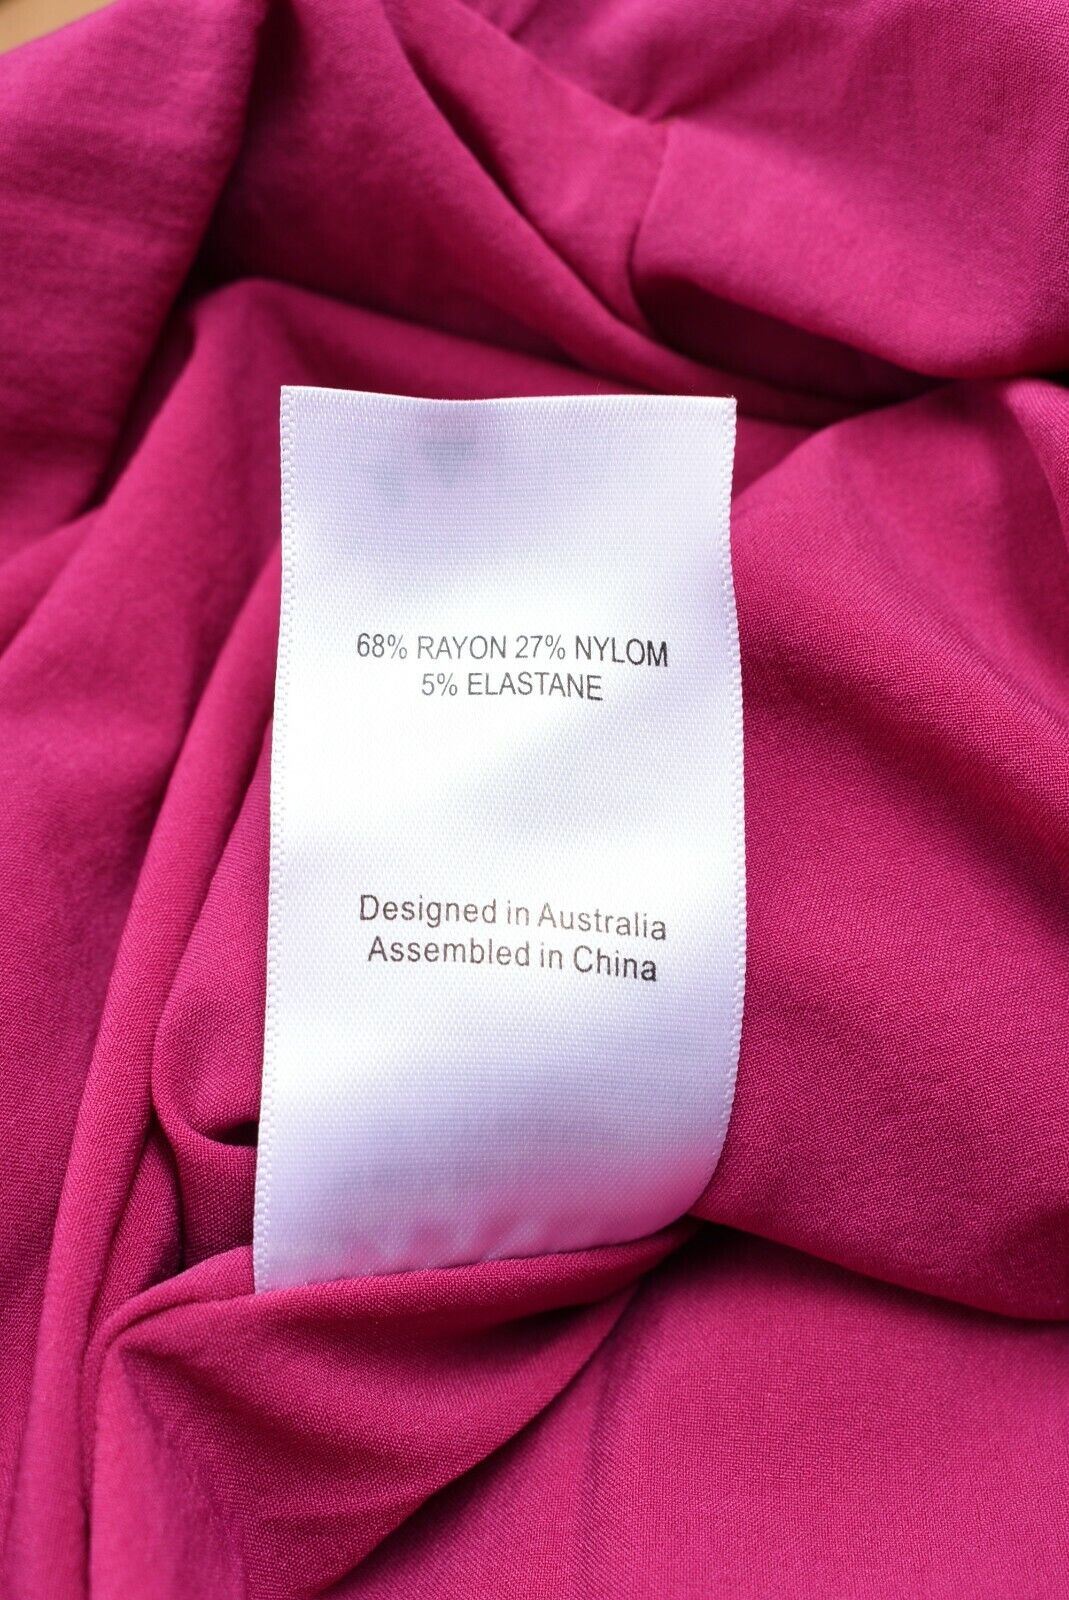 68% RAYON 27% NYLOM
5% ELASTANE
Designed in Australia
Assembled in China